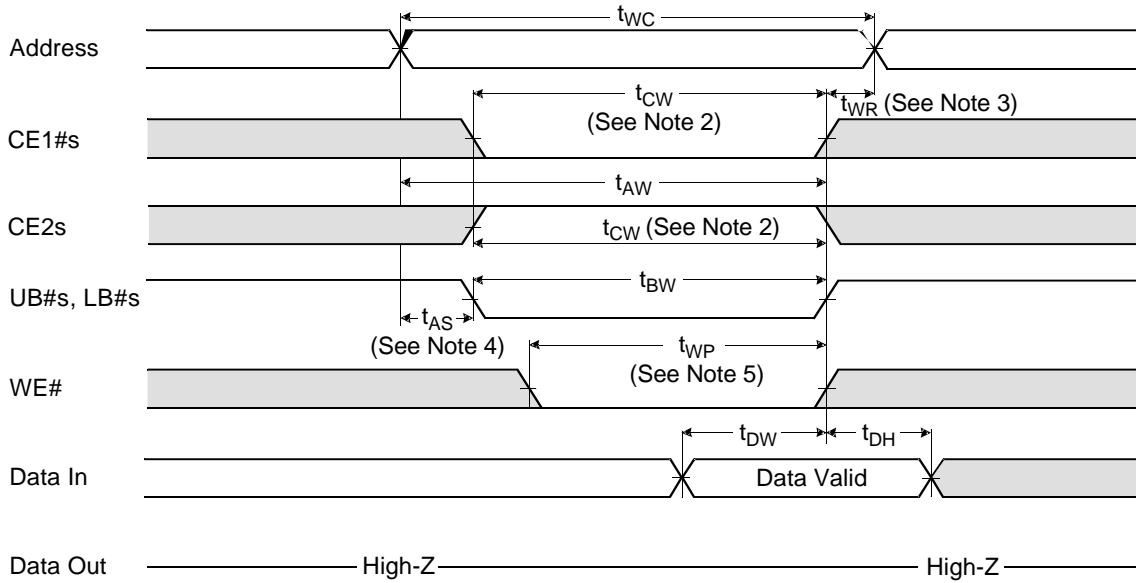 tWC
Address
tCW
(See Note 2)
tWR (See Note 3)
CE1#s
tAW
CE2s
tCW (See Note 2)
tBW
UB#s, LB#s
tAS
(See Note 4)
tWP
(See Note 5)
WE#
tDW
tDH
Data In
Data Valid
Data Out
High-Z
High-Z